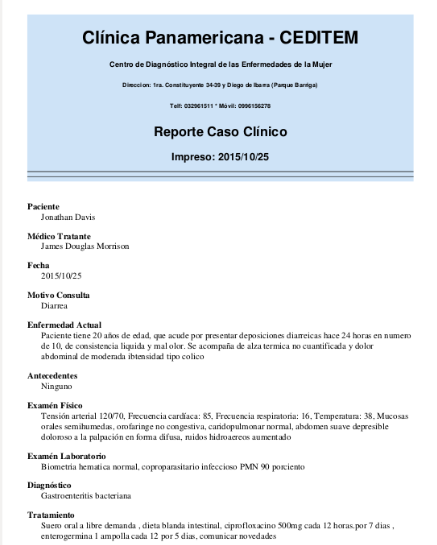 Clínica Panamericana - CEDITEM
Centro de Diagnóstico Integral de las Enfermedades de la Mujer
Direccion: 1ra. Constituyente 34-39 y Diego de Ibarra (Parque Barriga)
Telf: 032961511 * Móvil: 0996156278
Reporte Caso Clínico
Impreso: 2015/10/25
Paciente
Jonathan Davis
Médico Tratante
James Douglas Morrison
Fecha
2015/10/25
Motivo Consulta
Diarrea
Enfermedad Actual
Paciente tiene 20 años de edad, que acude por presentar deposiciones diarreicas hace 24 horas en numero
de 10, de consistencia liquida y mal olor. Se acompaña de alza termica no cuantificada y dolor
abdominal de moderada ibtensidad tipo colico
Antecedentes
Ninguno
Examén Físico
Tensión arterial 120/70, Frecuencia cardíaca: 85, Frecuencia respiratoria: 16, Temperatura: 38, Mucosas
orales semihumedas, orofaringe no congestiva, cardiopulmonar normal, abdomen suave depresible
doloroso a la palpación en forma difusa, ruidos hidroaereos aumentado
Examén Laboratorio
Biometria hematica normal, coproparasitario infeccioso PMN 90 porciento
Diagnóstico
Gastroenteritis bacteriana
Tratamiento
Suero oral a libre demanda , dieta blanda intestinal, ciprofloxacino 500mg cada 12 horas.por 7 dias ,
enterogermina 1 ampolla cada 12 por 5 dias, comunicar novedades